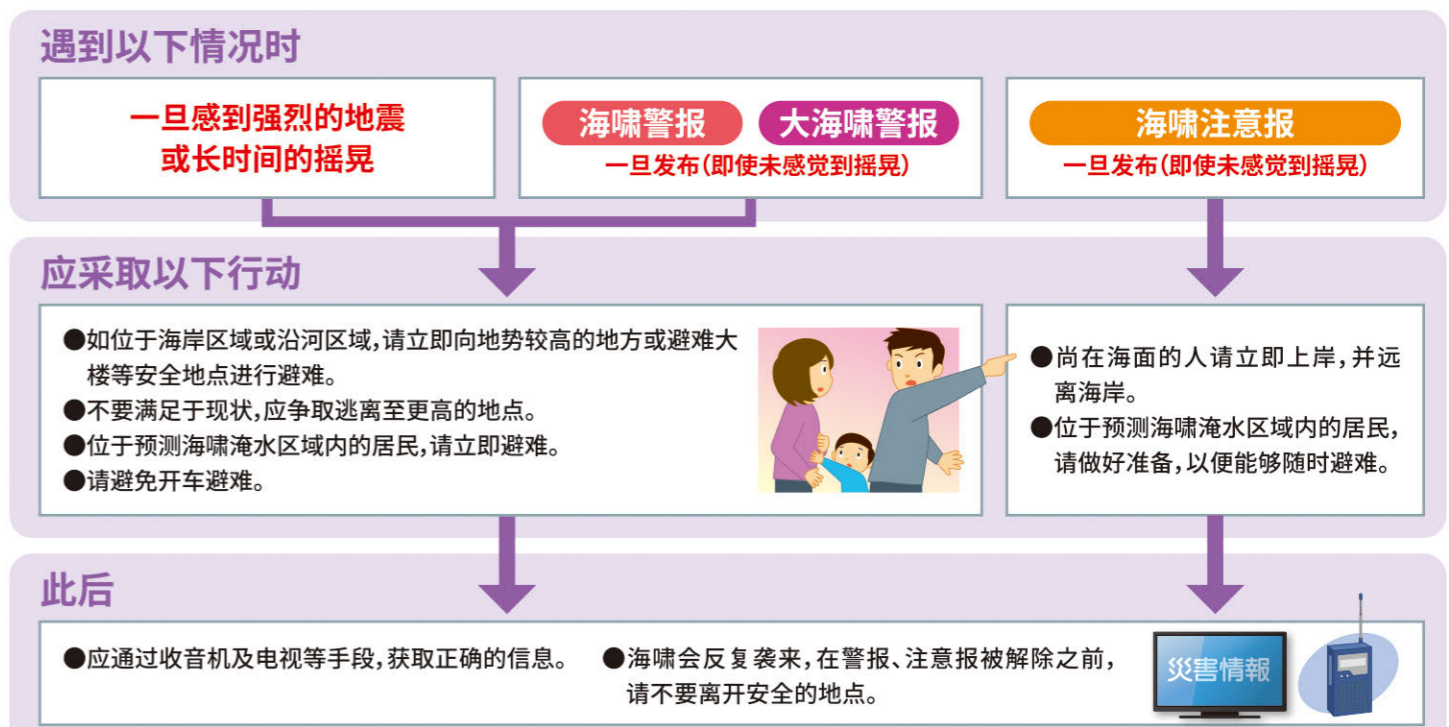 遇到以下情况时
一旦感到强烈的地震
或长时间的摇晃
海啸警报 大海啸警报
一旦发布(即使未感觉到摇晃)
海啸注意报
一旦发布(即使未感觉到摇晃)
应采取以下行动
●如位于海岸区域或沿河区域,请立即向地势较高的地方或避难大
楼等安全地点进行避难。
●不要满足于现状,应争取逃离至更高的地点。
●位于预测海啸淹水区域内的居民,请立即避难。
●请避免开车避难。
●尚在海面的人请立即上岸,并远
离海岸。
●位于预测海啸淹水区域内的居民,
请做好准备,以便能够随时避难。
此后
●应通过收音机及电视等手段,获取正确的信息。
●海啸会反复袭来,在警报、注意报被解除之前,
请不要离开安全的地点。
災害情報